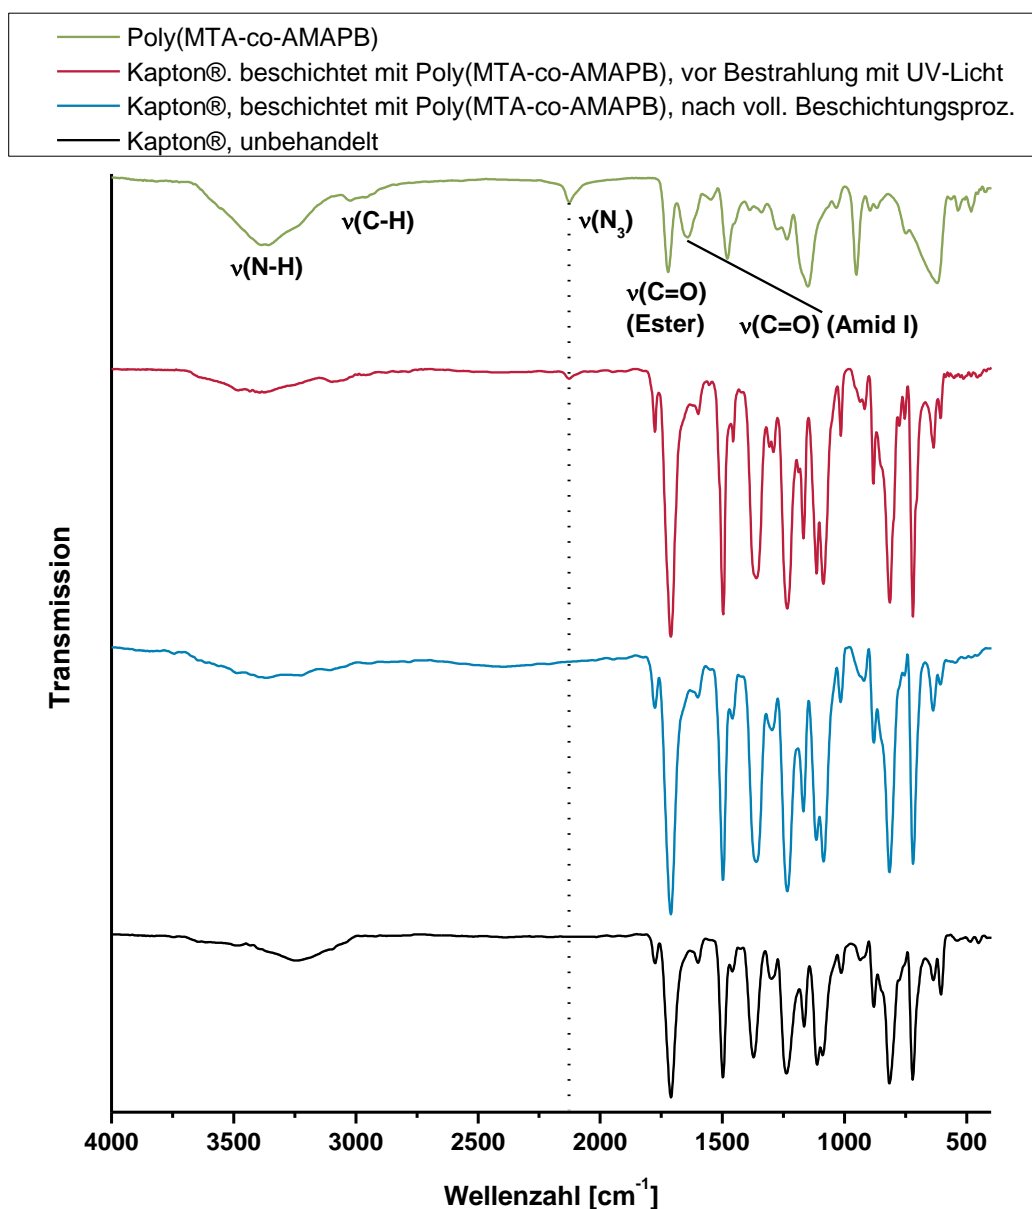 Poly(MTA-co-AMAPB)
Kapton®. beschichtet mit Poly(MTA-co-AMAPB), vor Bestrahlung mit UV-Licht
Kapton®, beschichtet mit Poly(MTA-co-AMAPB), nach voll. Beschichtungsproz.
Kapton®, unbehandelt
ν(C-H)
ν(N₃)
ν(N-H)
ν(C=O)
(Ester)
ν(C=O) (Amid I)
Transmission
4000 3500 3000 2500 2000 1500 1000 500
Wellenzahl [cm⁻¹]